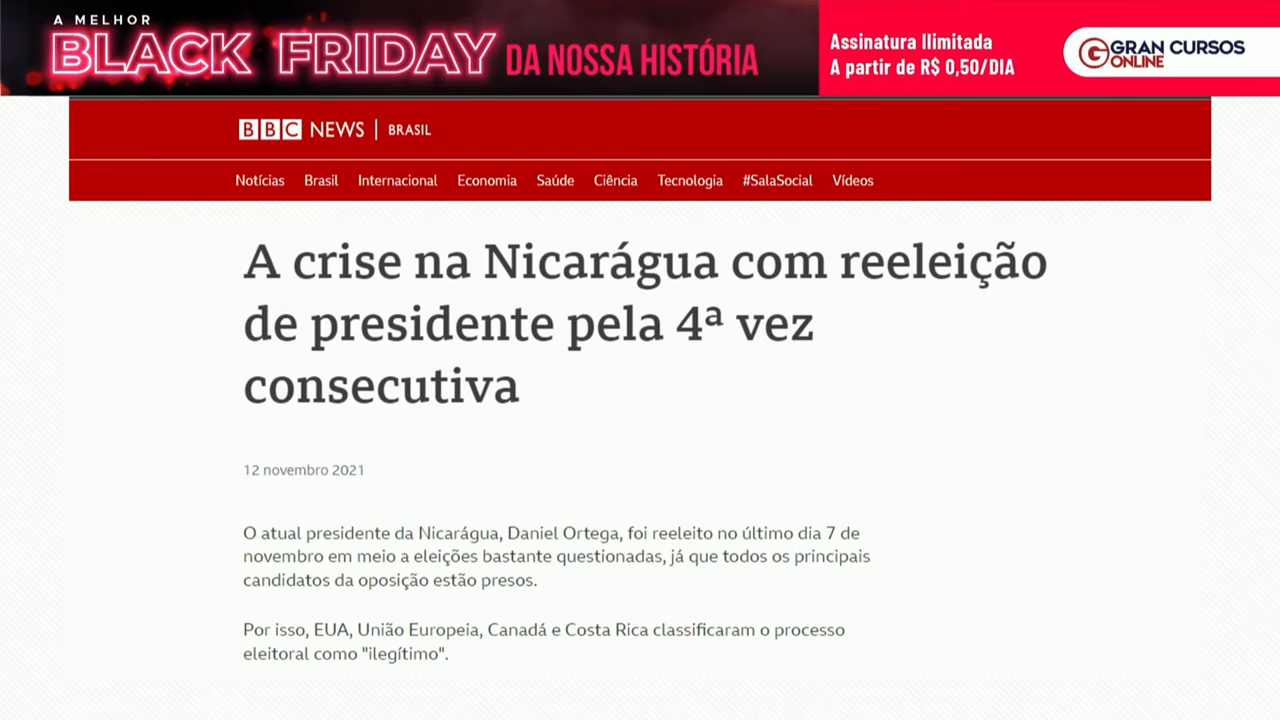 A MELHOR
BLACK FRIDAY DA NOSSA HISTÓRIA
Assinatura Ilimitada
A partir de R$ 0,50/DIA
G GRAN CURSOS
ONLINE
BBC NEWS | BRASIL
Notícias Brasil Internacional Economia Saúde Ciência Tecnologia #SalaSocial Vídeos
A crise na Nicarágua com reeleição
de presidente pela 4ª vez
consecutiva
12 novembro 2021
O atual presidente da Nicarágua, Daniel Ortega, foi reeleito no último dia 7 de
novembro em meio a eleições bastante questionadas, já que todos os principais
candidatos da oposição estão presos.
Por isso, EUA, União Europeia, Canadá e Costa Rica classificaram o processo
eleitoral como "ilegítimo".